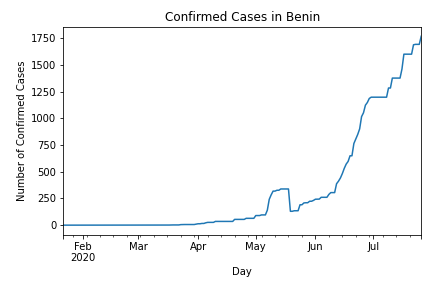 Confirmed Cases in Benin
Number of Confirmed Cases
1750
1500
1250
1000
750
500
250
0
Feb Mar Apr May Jun Jul
2020
Day